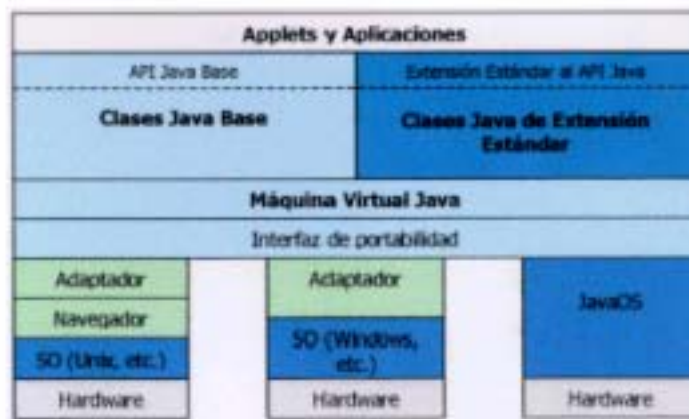 Applets y Aplicaciones
API Java Base
Extensión Estándar al API Java
Clases Java Base
Clases Java de Extensión
Estándar
Máquina Virtual Java
Interfaz de portabilidad
Adaptador
Navegador
SO (Unix, etc.)
Hardware
Adaptador
SO (Windows,
etc.)
Hardware
JavaOS
Hardware